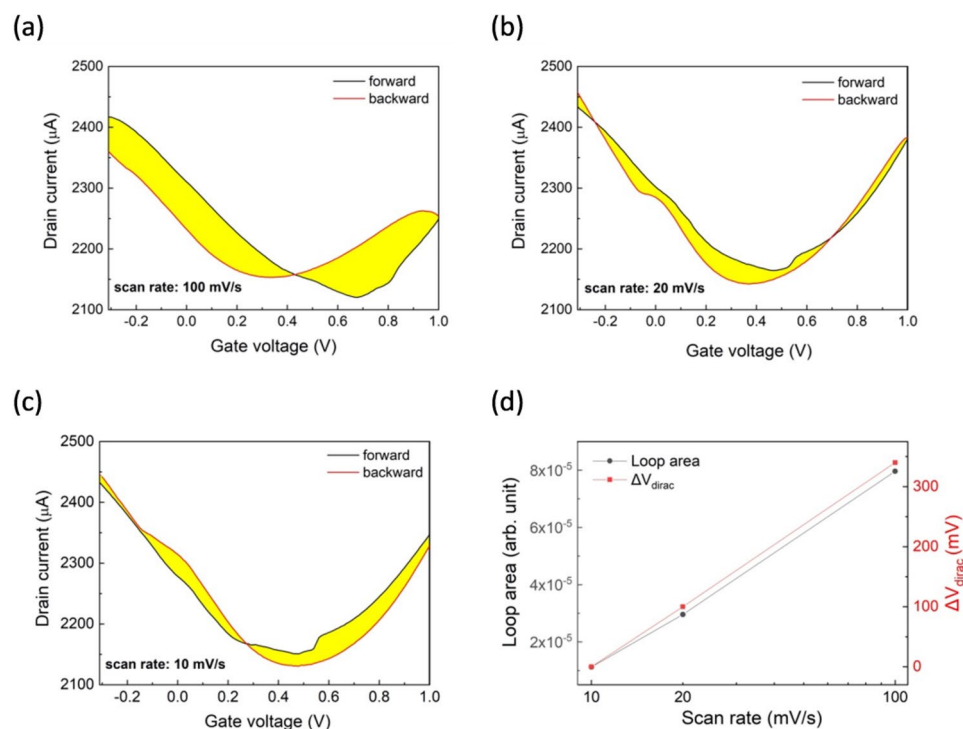 (a)
(b)
2500
2400
2300
2200
2100
Drain current (μA)
forward
backward
scan rate: 100 mV/s
-0.2 0.0 0.2 0.4 0.6 0.8 1.0
Gate voltage (V)
2500
2400
2300
2200
2100
Drain current (μA)
forward
backward
scan rate: 20 mV/s
-0.2 0.0 0.2 0.4 0.6 0.8 1.0
Gate voltage (V)
(c)
(d)
2500
2400
2300
2200
2100
Drain current (μA)
forward
backward
scan rate: 10 mV/s
-0.2 0.0 0.2 0.4 0.6 0.8 1.0
Gate voltage (V)
8x10⁻⁵
6x10⁻⁵
4x10⁻⁵
2x10⁻⁵
Loop area (arb. unit)
Loop area
ΔV_dirac
300
200
100
0
ΔV_dirac (mV)
10 20 100
Scan rate (mV/s)